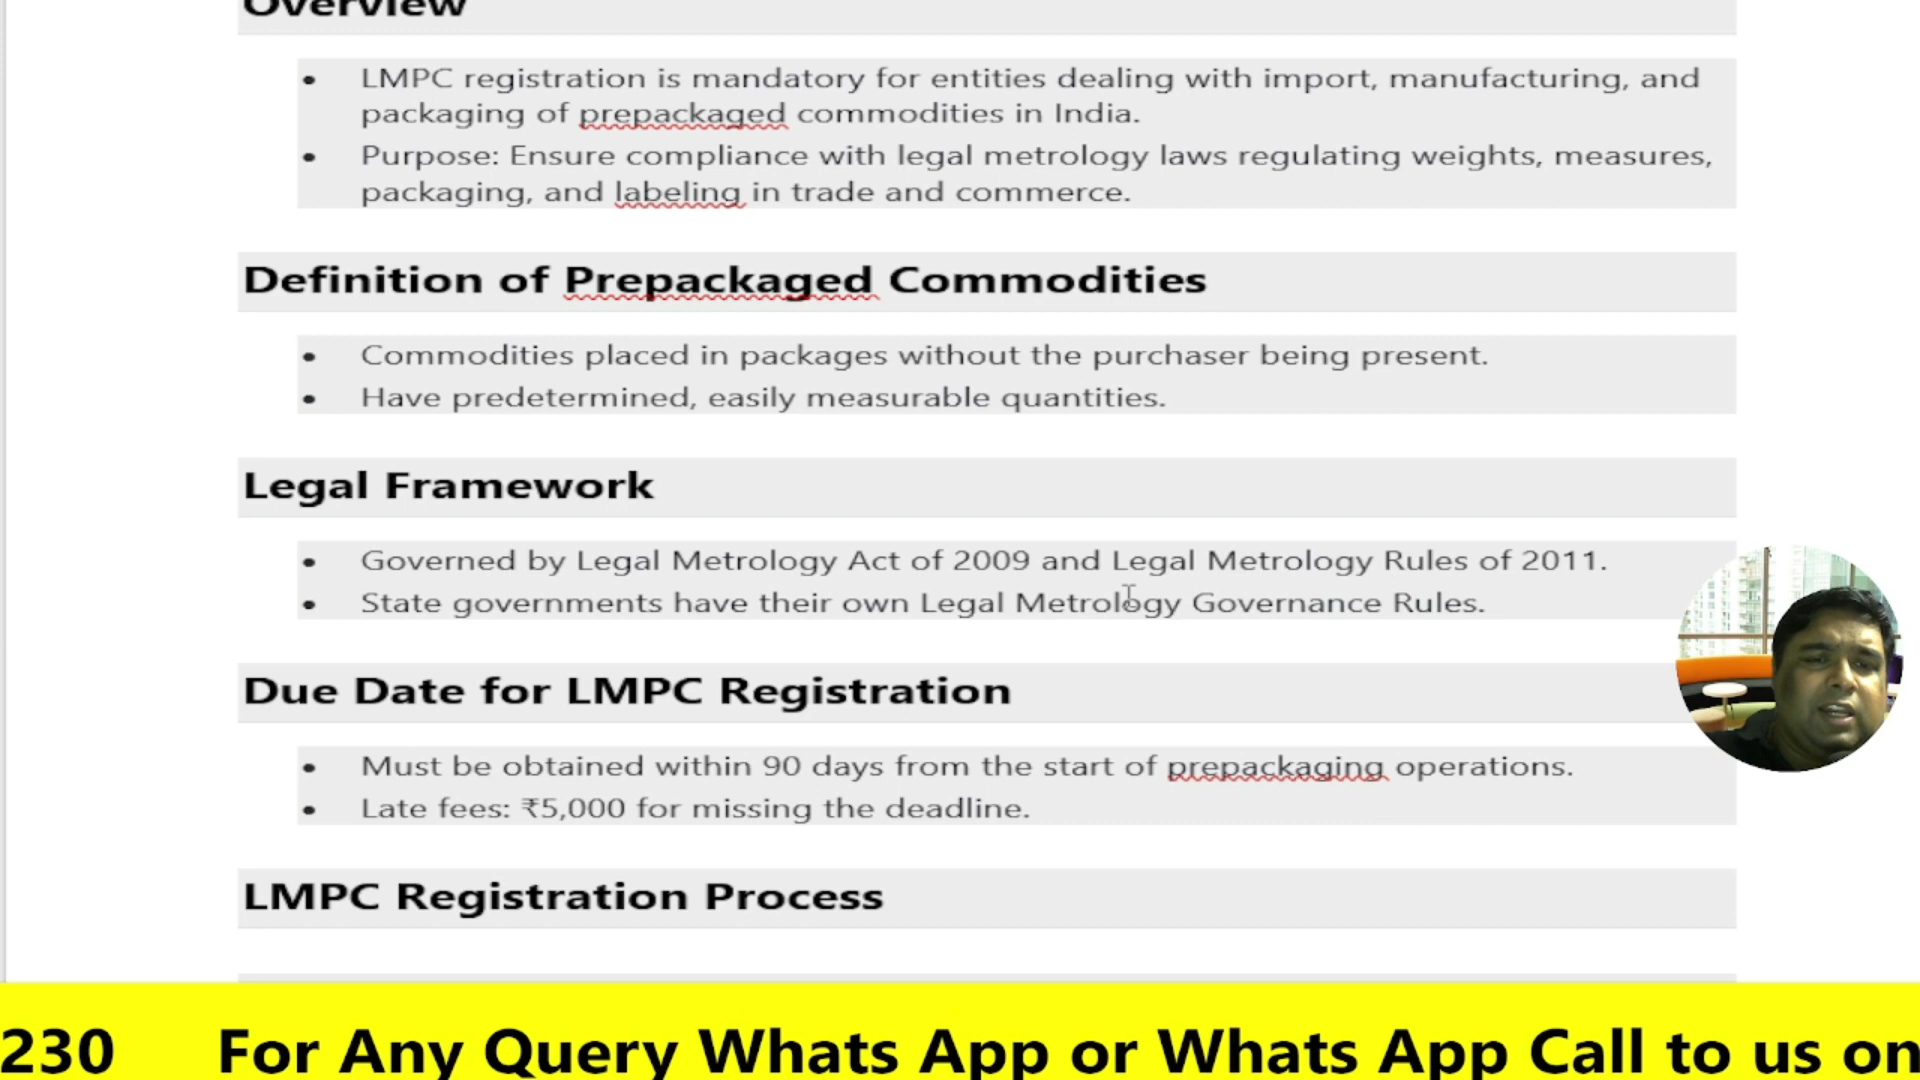 Overview
• LMPC registration is mandatory for entities dealing with import, manufacturing, and
packaging of prepackaged commodities in India.
• Purpose: Ensure compliance with legal metrology laws regulating weights, measures,
packaging, and labeling in trade and commerce.
Definition of Prepackaged Commodities
• Commodities placed in packages without the purchaser being present.
• Have predetermined, easily measurable quantities.
Legal Framework
• Governed by Legal Metrology Act of 2009 and Legal Metrology Rules of 2011.
• State governments have their own Legal Metrology Governance Rules.
Due Date for LMPC Registration
• Must be obtained within 90 days from the start of prepackaging operations.
• Late fees: ₹5,000 for missing the deadline.
LMPC Registration Process
230 For Any Query Whats App or Whats App Call to us on